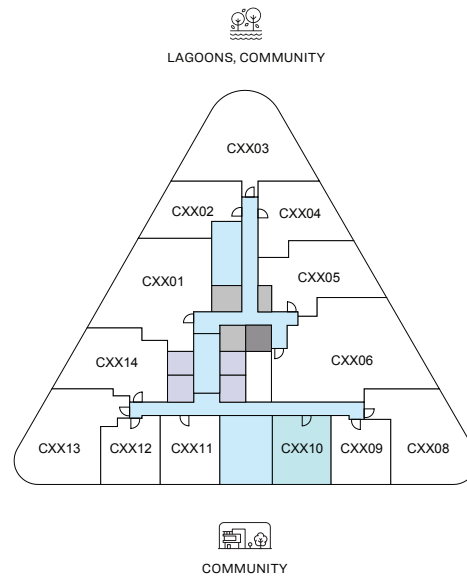 LAGOONS, COMMUNITY
CXX03
CXX02
CXX04
CXX01
CXX05
CXX14
CXX06
CXX13
CXX12
CXX11
CXX10
CXX09
CXX08
COMMUNITY